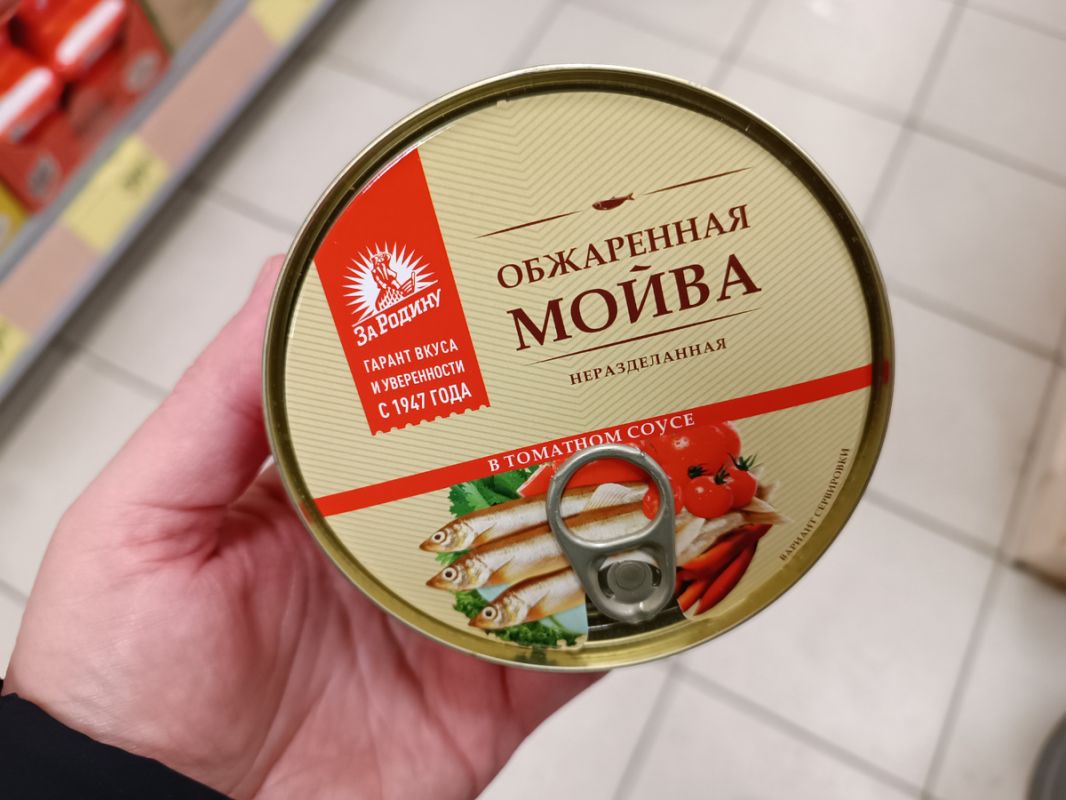 ЗА РОДИНУ
ГАРАНТ ВКУСА
И УВЕРЕННОСТИ
С 1947 ГОДА
ОБЖАРЕННАЯ
МОЙВА
НЕРАЗДЕЛАННАЯ
В ТОМАТНОМ СОУСЕ
ВАРИАНТ СЕРВИРОВКИ